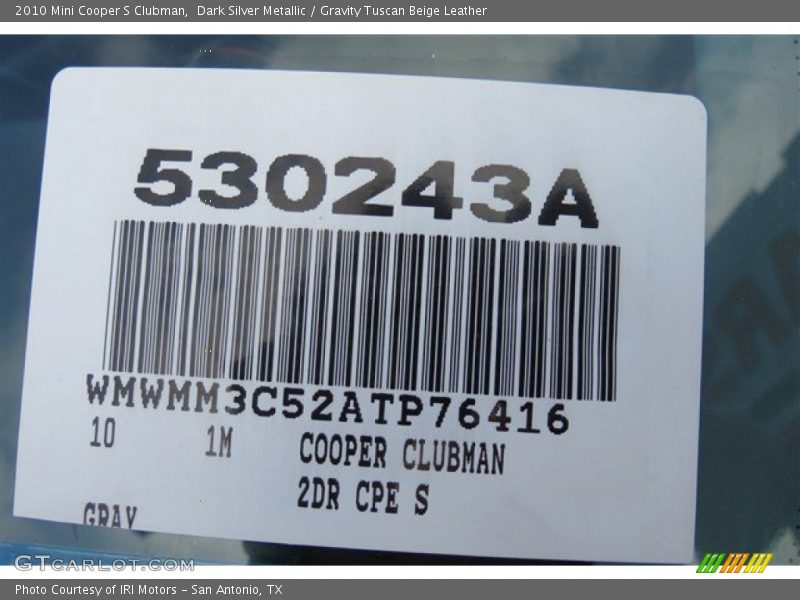 2010 Mini Cooper S Clubman,  Dark Silver Metallic / Gravity Tuscan Beige Leather
530243A
WMWMM3C52ATP76416
10 1M COOPER CLUBMAN
2DR CPE S
GRAY
GTCARLOT.COM
Photo Courtesy of IRI Motors – San Antonio, TX